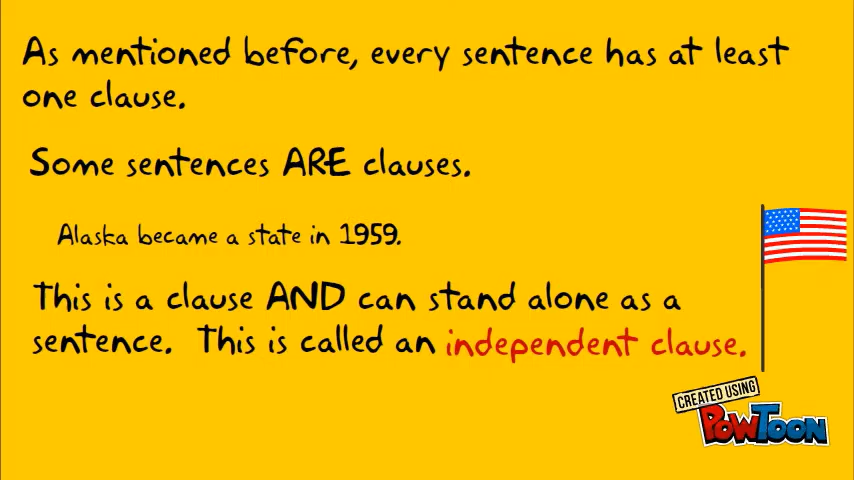 As mentioned before, every sentence has at least
one clause.
Some sentences ARE clauses.
Alaska became a state in 1959.
This is a clause AND can stand alone as a
sentence. This is called an independent clause.
CREATED USING
POWTOON